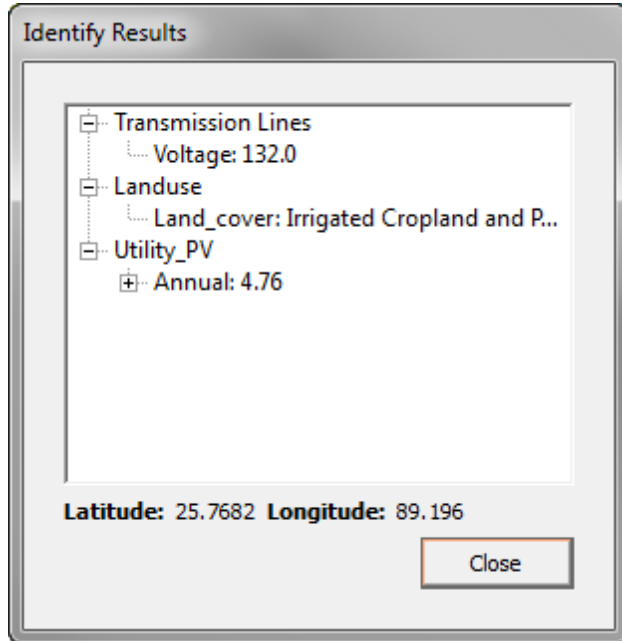 Identify Results
Transmission Lines
Voltage: 132.0
Landuse
Land_cover: Irrigated Cropland and P...
Utility_PV
Annual: 4.76
Latitude: 25.7682 Longitude: 89.196
Close